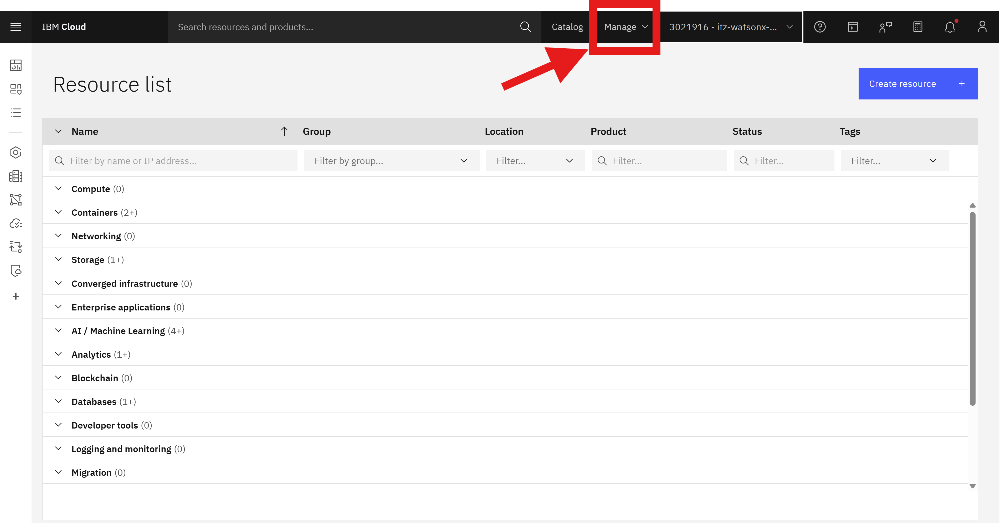 IBM Cloud
Search resources and products...
Catalog
Manage
3021916 - itz-watsonx-...
Resource list
Create resource +
Name Group Location Product Status Tags
Filter by name or IP address... Filter by group... Filter... Filter... Filter... Filter...
Compute (0)
Containers (2+)
Networking (0)
Storage (1+)
Converged infrastructure (0)
Enterprise applications (0)
AI / Machine Learning (4+)
Analytics (1+)
Blockchain (0)
Databases (1+)
Developer tools (0)
Logging and monitoring (0)
Migration (0)